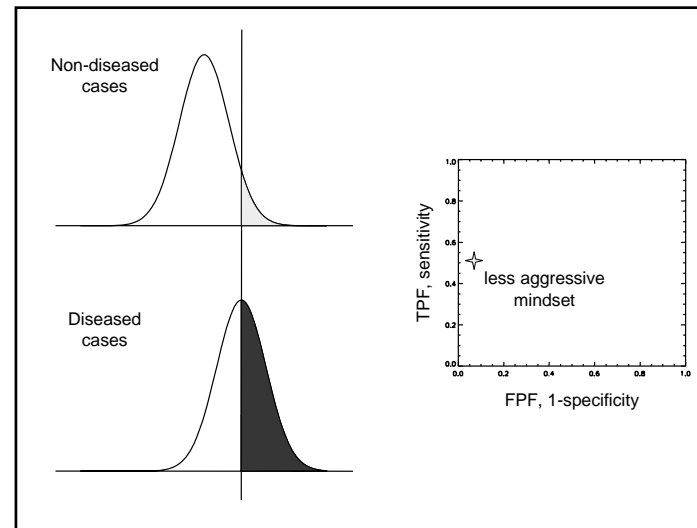 Non-diseased
cases
Diseased
cases
TPF, sensitivity
1.0
0.8
0.6
0.4
0.2
0.0
less aggressive
mindset
0.0 0.2 0.4 0.6 0.8 1.0
FPF, 1-specificity